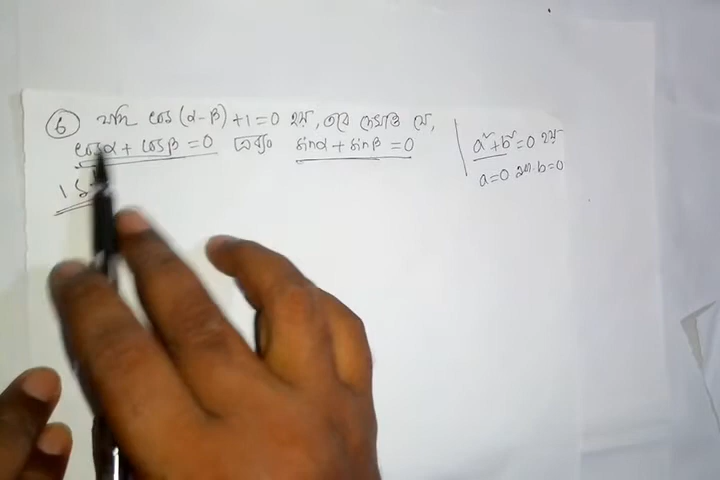 6 যদি cos(α-β)+1=0 হয়, তবে দেখাও যে,
cosα + cosβ = 0 এবং sinα + sinβ = 0
a²+b²=0 হয়
a=0 এবং b=0